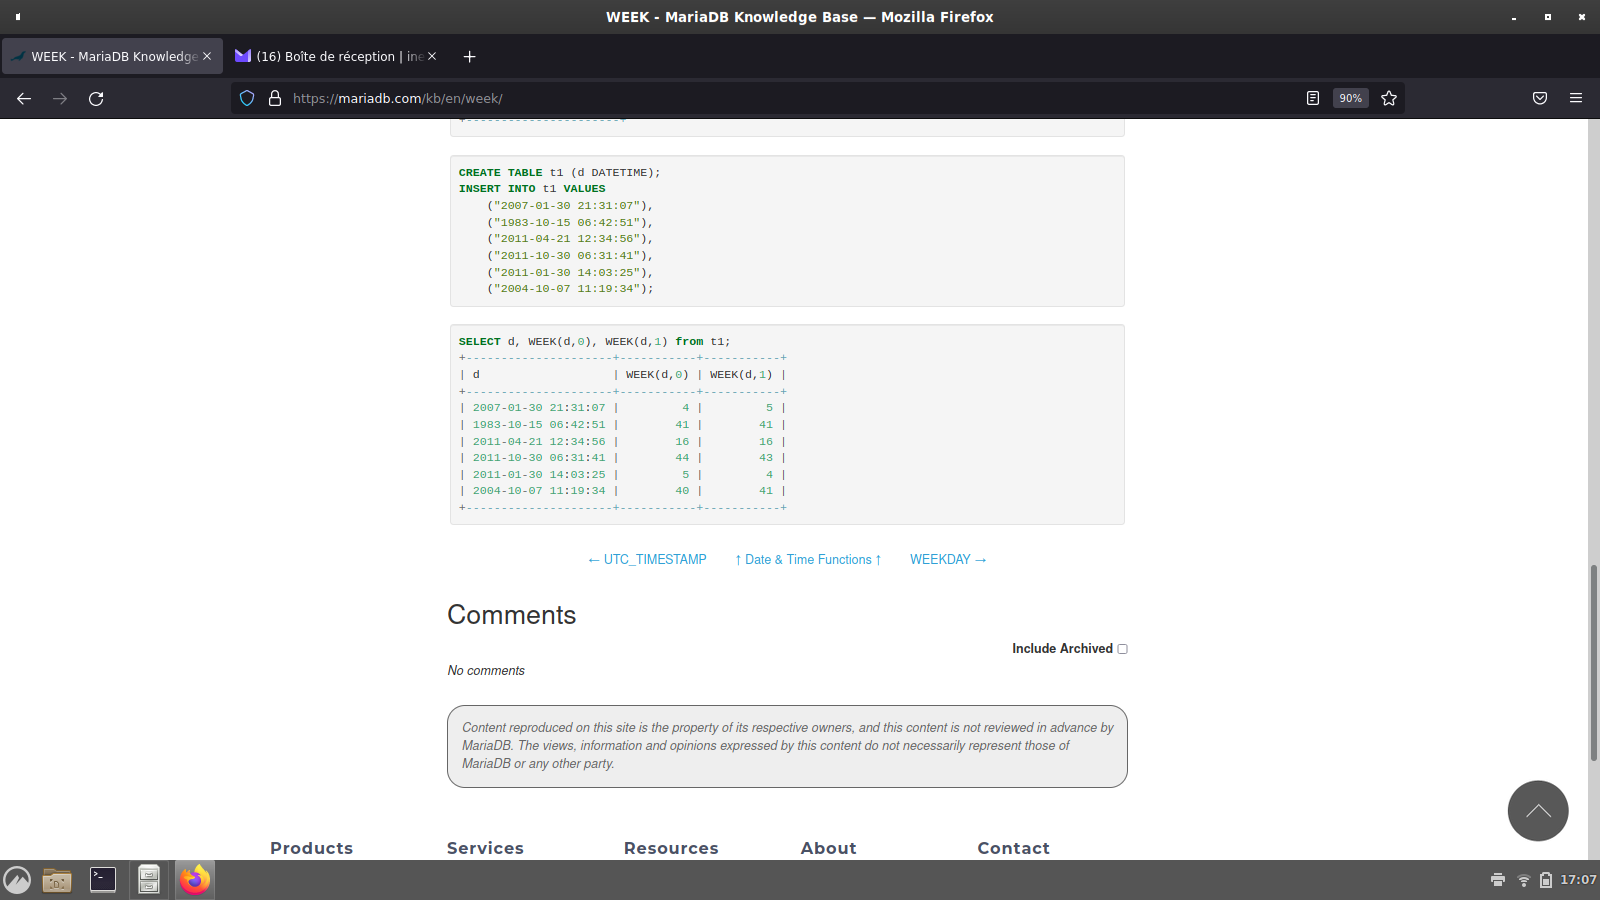 WEEK - MariaDB Knowledge Base — Mozilla Firefox
WEEK - MariaDB Knowledge
(16) Boîte de réception | ine
https://mariadb.com/kb/en/week/
90%
+----------------------+
CREATE TABLE t1 (d DATETIME);
INSERT INTO t1 VALUES
    ("2007-01-30 21:31:07"),
    ("1983-10-15 06:42:51"),
    ("2011-04-21 12:34:56"),
    ("2011-10-30 06:31:41"),
    ("2011-01-30 14:03:25"),
    ("2004-10-07 11:19:34");
SELECT d, WEEK(d,0), WEEK(d,1) from t1;
+---------------------+-----------+-----------+
| d                   | WEEK(d,0) | WEEK(d,1) |
+---------------------+-----------+-----------+
| 2007-01-30 21:31:07 |         4 |         5 |
| 1983-10-15 06:42:51 |        41 |        41 |
| 2011-04-21 12:34:56 |        16 |        16 |
| 2011-10-30 06:31:41 |        44 |        43 |
| 2011-01-30 14:03:25 |         5 |         4 |
| 2004-10-07 11:19:34 |        40 |        41 |
+---------------------+-----------+-----------+
← UTC_TIMESTAMP ↑ Date & Time Functions ↑ WEEKDAY →
Comments
Include Archived
No comments
Content reproduced on this site is the property of its respective owners, and this content is not reviewed in advance by
MariaDB. The views, information and opinions expressed by this content do not necessarily represent those of
MariaDB or any other party.
Products Services Resources About Contact
17:07